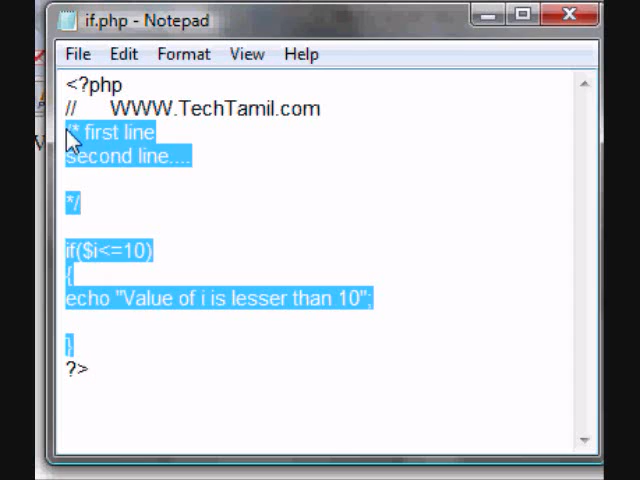 if.php - Notepad
File Edit Format View Help
<?php
// WWW.TechTamil.com
/* first line
second line....
*/
if($i<=10)
{
echo "Value of i is lesser than 10";
}
?>